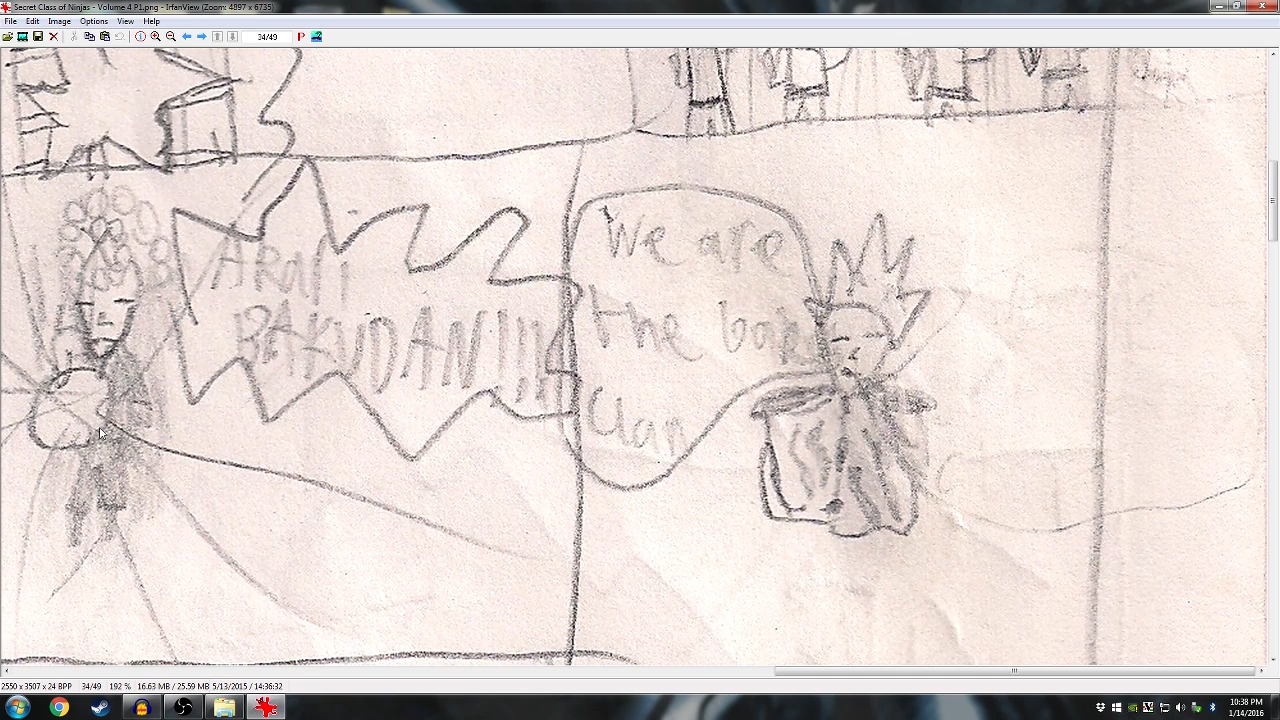 Secret Class of Ninjas - Volume 4 P1.png - IrfanView (Zoom: 4897 x 6735)
File Edit Image Options View Help
34/49
ARati
BAKUDAN!!!
We are
the bak
Clan
2550 x 3507 x 24 BPP 34/49 192 % 16.63 MB / 25.59 MB 5/13/2015 / 14:36:32
10:38 PM
1/14/2016